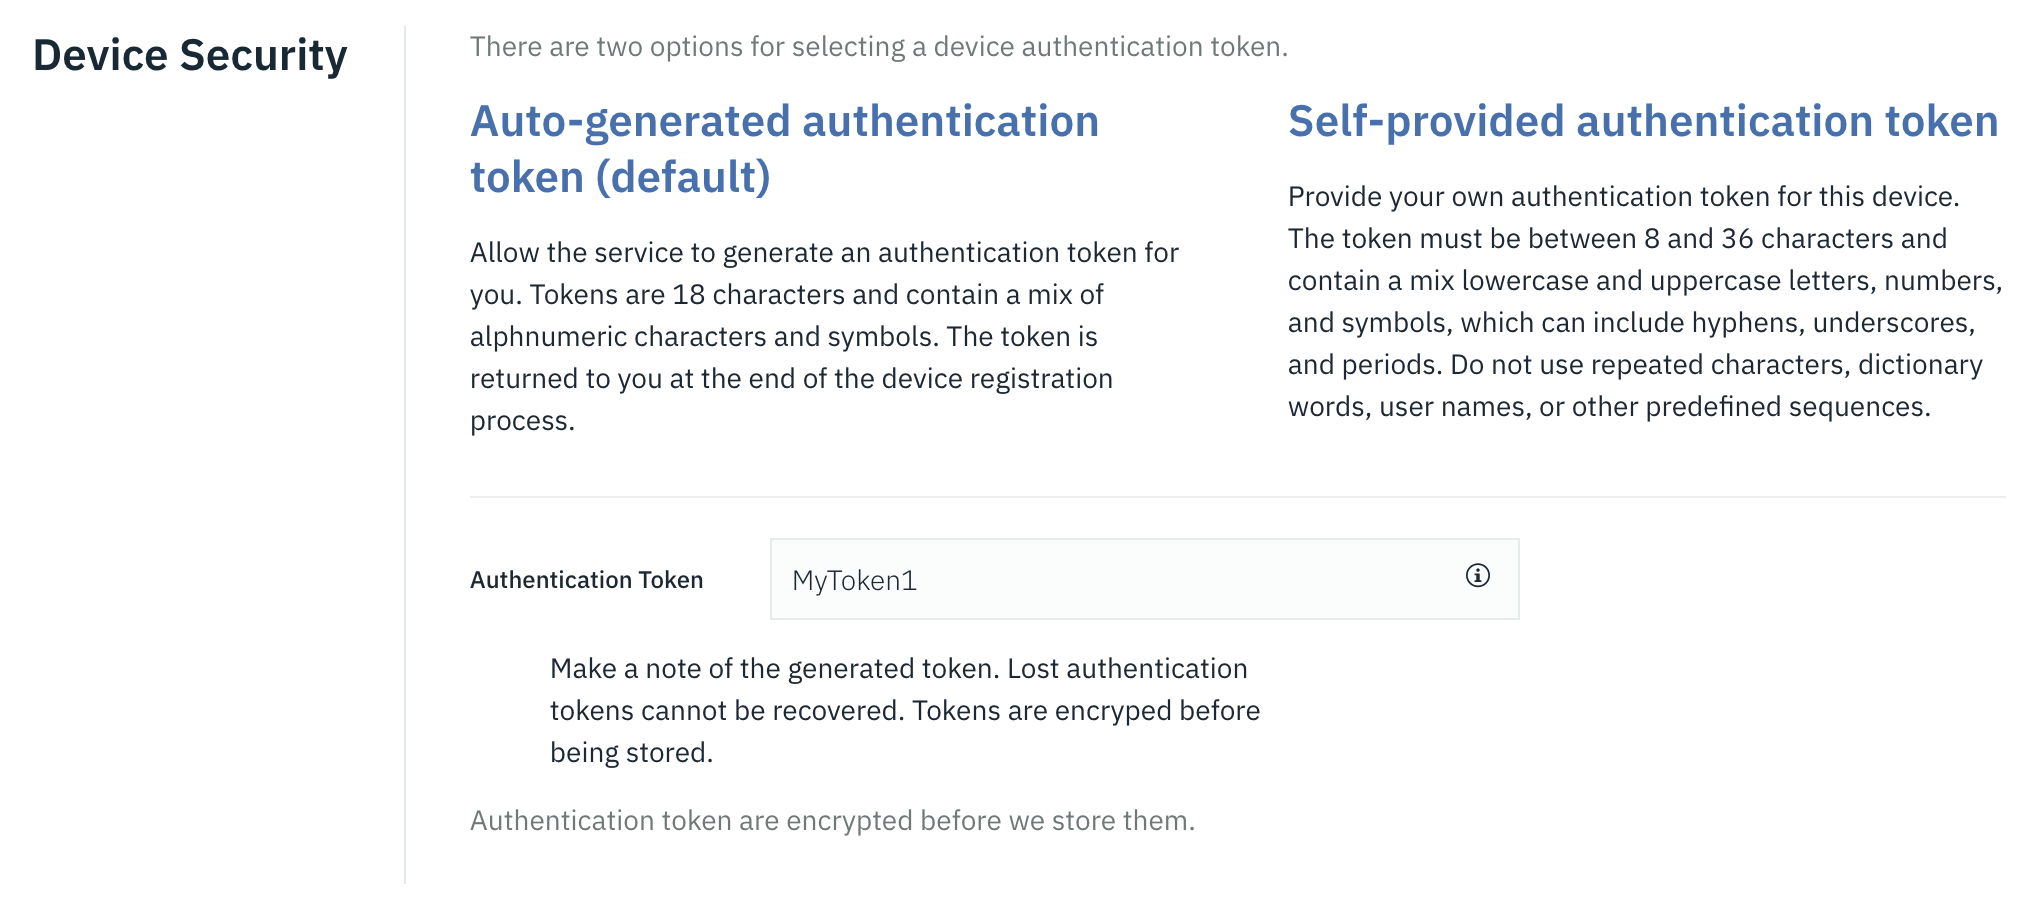 Device Security
There are two options for selecting a device authentication token.
Auto-generated authentication
token (default)
Allow the service to generate an authentication token for
you. Tokens are 18 characters and contain a mix of
alphnumeric characters and symbols. The token is
returned to you at the end of the device registration
process.
Self-provided authentication token
Provide your own authentication token for this device.
The token must be between 8 and 36 characters and
contain a mix lowercase and uppercase letters, numbers,
and symbols, which can include hyphens, underscores,
and periods. Do not use repeated characters, dictionary
words, user names, or other predefined sequences.
Authentication Token
MyToken1
Make a note of the generated token. Lost authentication
tokens cannot be recovered. Tokens are encryped before
being stored.
Authentication token are encrypted before we store them.